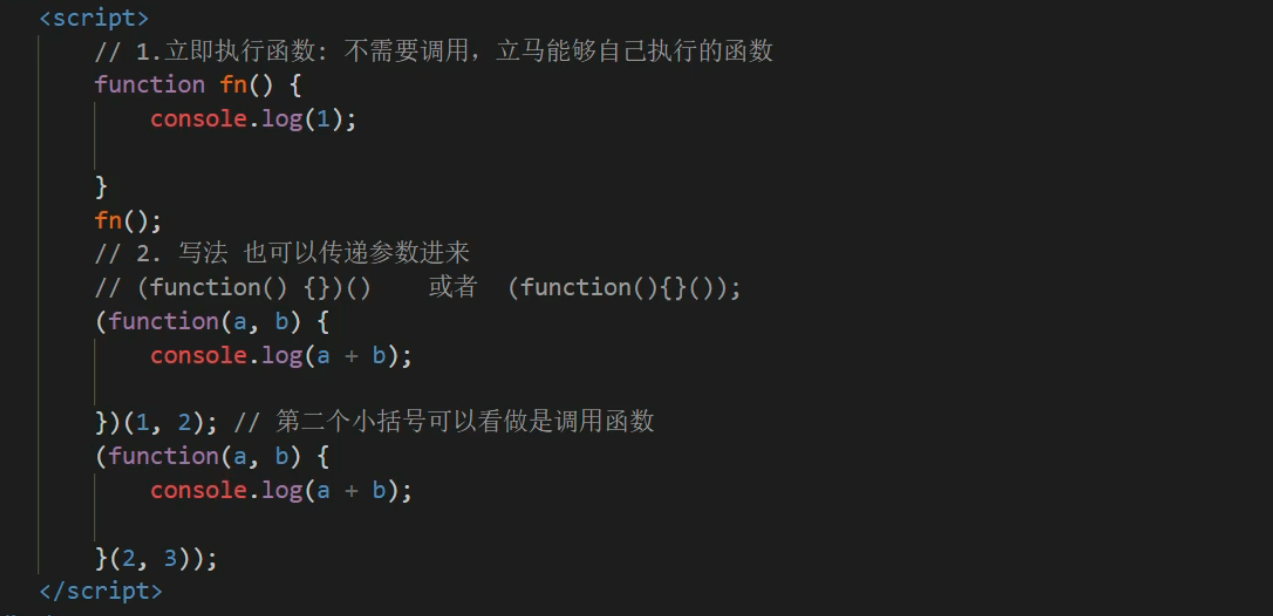 <script>
// 1.立即执行函数: 不需要调用，立马能够自己执行的函数
function fn() {
console.log(1);
}
fn();
// 2. 写法 也可以传递参数进来
// (function() {})() 或者 (function(){}());
(function(a, b) {
console.log(a + b);
})(1, 2); // 第二个小括号可以看做是调用函数
(function(a, b) {
console.log(a + b);
}(2, 3));
</script>